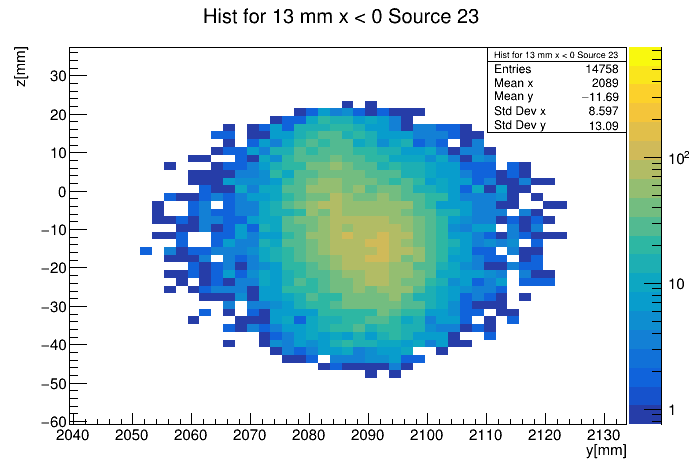 Hist for 13 mm x < 0 Source 23
z[mm]
Hist for 13 mm x < 0 Source 23
Entries 14758
Mean x 2089
Mean y −11.69
Std Dev x 8.597
Std Dev y 13.09
30
20
10
0
−10
−20
−30
−40
−50
−60
2040 2050 2060 2070 2080 2090 2100 2110 2120 2130
y[mm]
10²
10
1